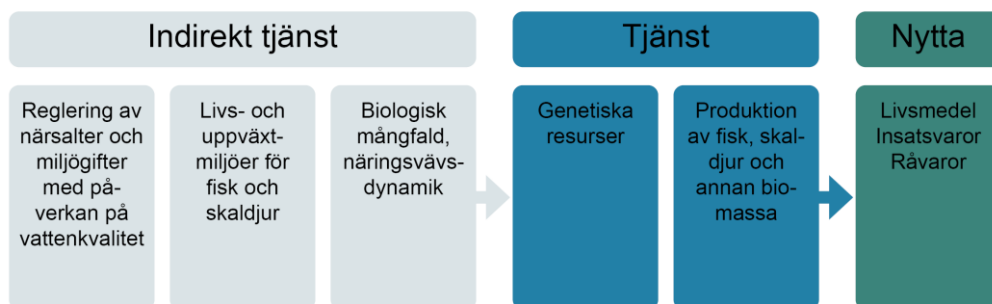 Indirekt tjänst
Tjänst
Nytta
Reglering av
närsalter och
miljögifter
med på-
verkan på
vattenkvalitet
Livs- och
uppväxt-
miljöer för
fisk och
skaldjur
Biologisk
mångfald,
näringsvävs-
dynamik
Genetiska
resurser
Produktion
av fisk, skal-
djur och
annan bio-
massa
Livsmedel
Insatsvaror
Råvaror